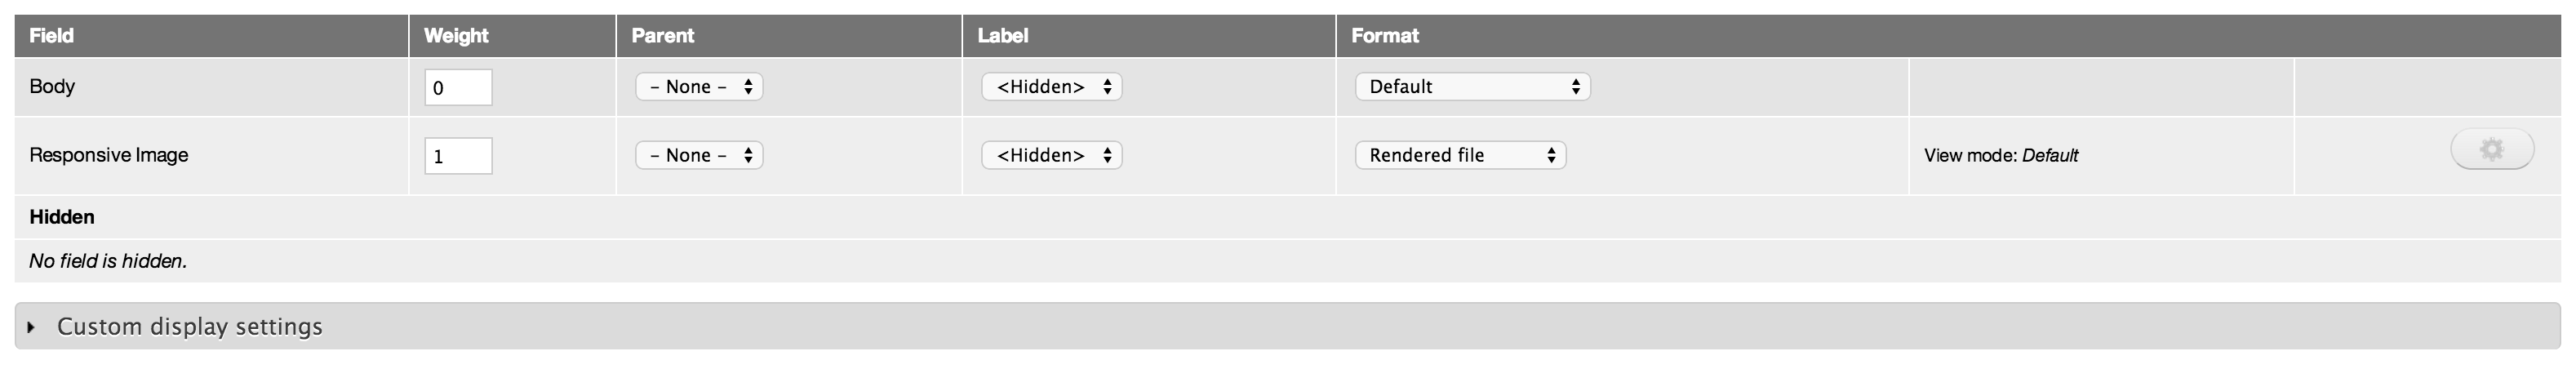 Field Weight Parent Label Format
Body 0 – None – <Hidden> Default
Responsive Image 1 – None – <Hidden> Rendered file View mode: Default
Hidden
No field is hidden.
Custom display settings